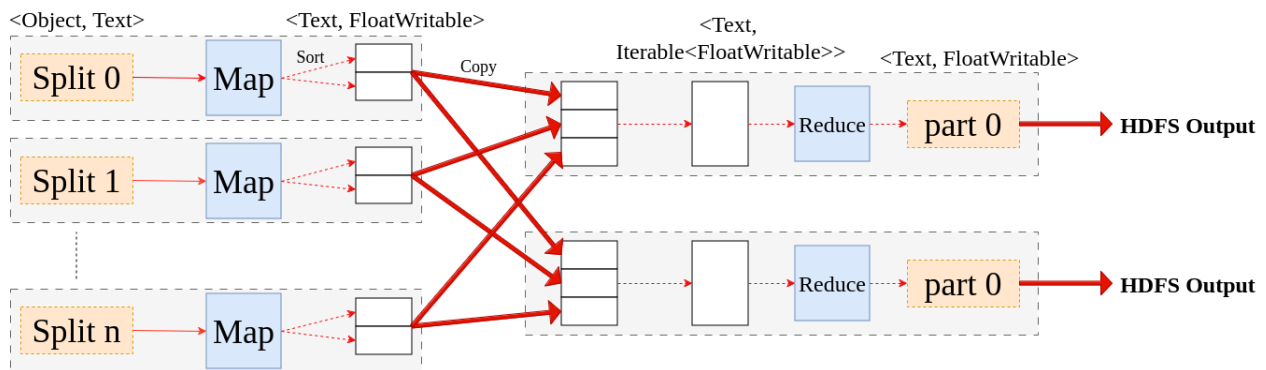 <Object, Text>
<Text, FloatWritable>
<Text,
Iterable<FloatWritable>>
<Text, FloatWritable>
Split 0
Map
Sort
Copy
Reduce
part 0
HDFS Output
Split 1
Map
Reduce
part 0
HDFS Output
Split n
Map